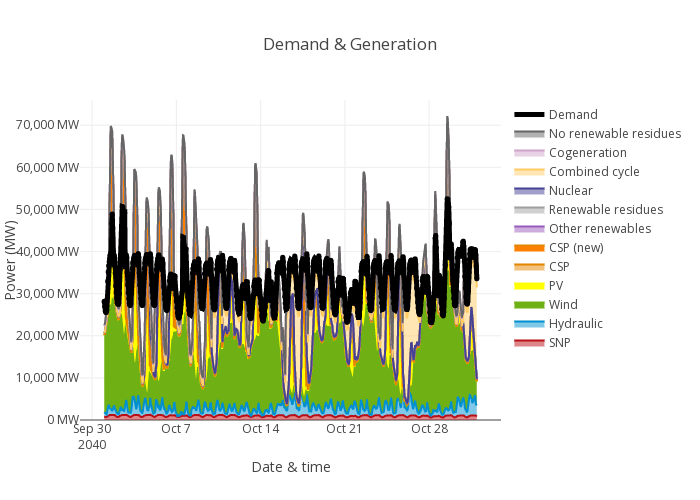 Demand & Generation
Power (MW)
70,000 MW
60,000 MW
50,000 MW
40,000 MW
30,000 MW
20,000 MW
10,000 MW
0 MW
Sep 30
2040
Oct 7
Oct 14
Oct 21
Oct 28
Date & time
Demand
No renewable residues
Cogeneration
Combined cycle
Nuclear
Renewable residues
Other renewables
CSP (new)
CSP
PV
Wind
Hydraulic
SNP